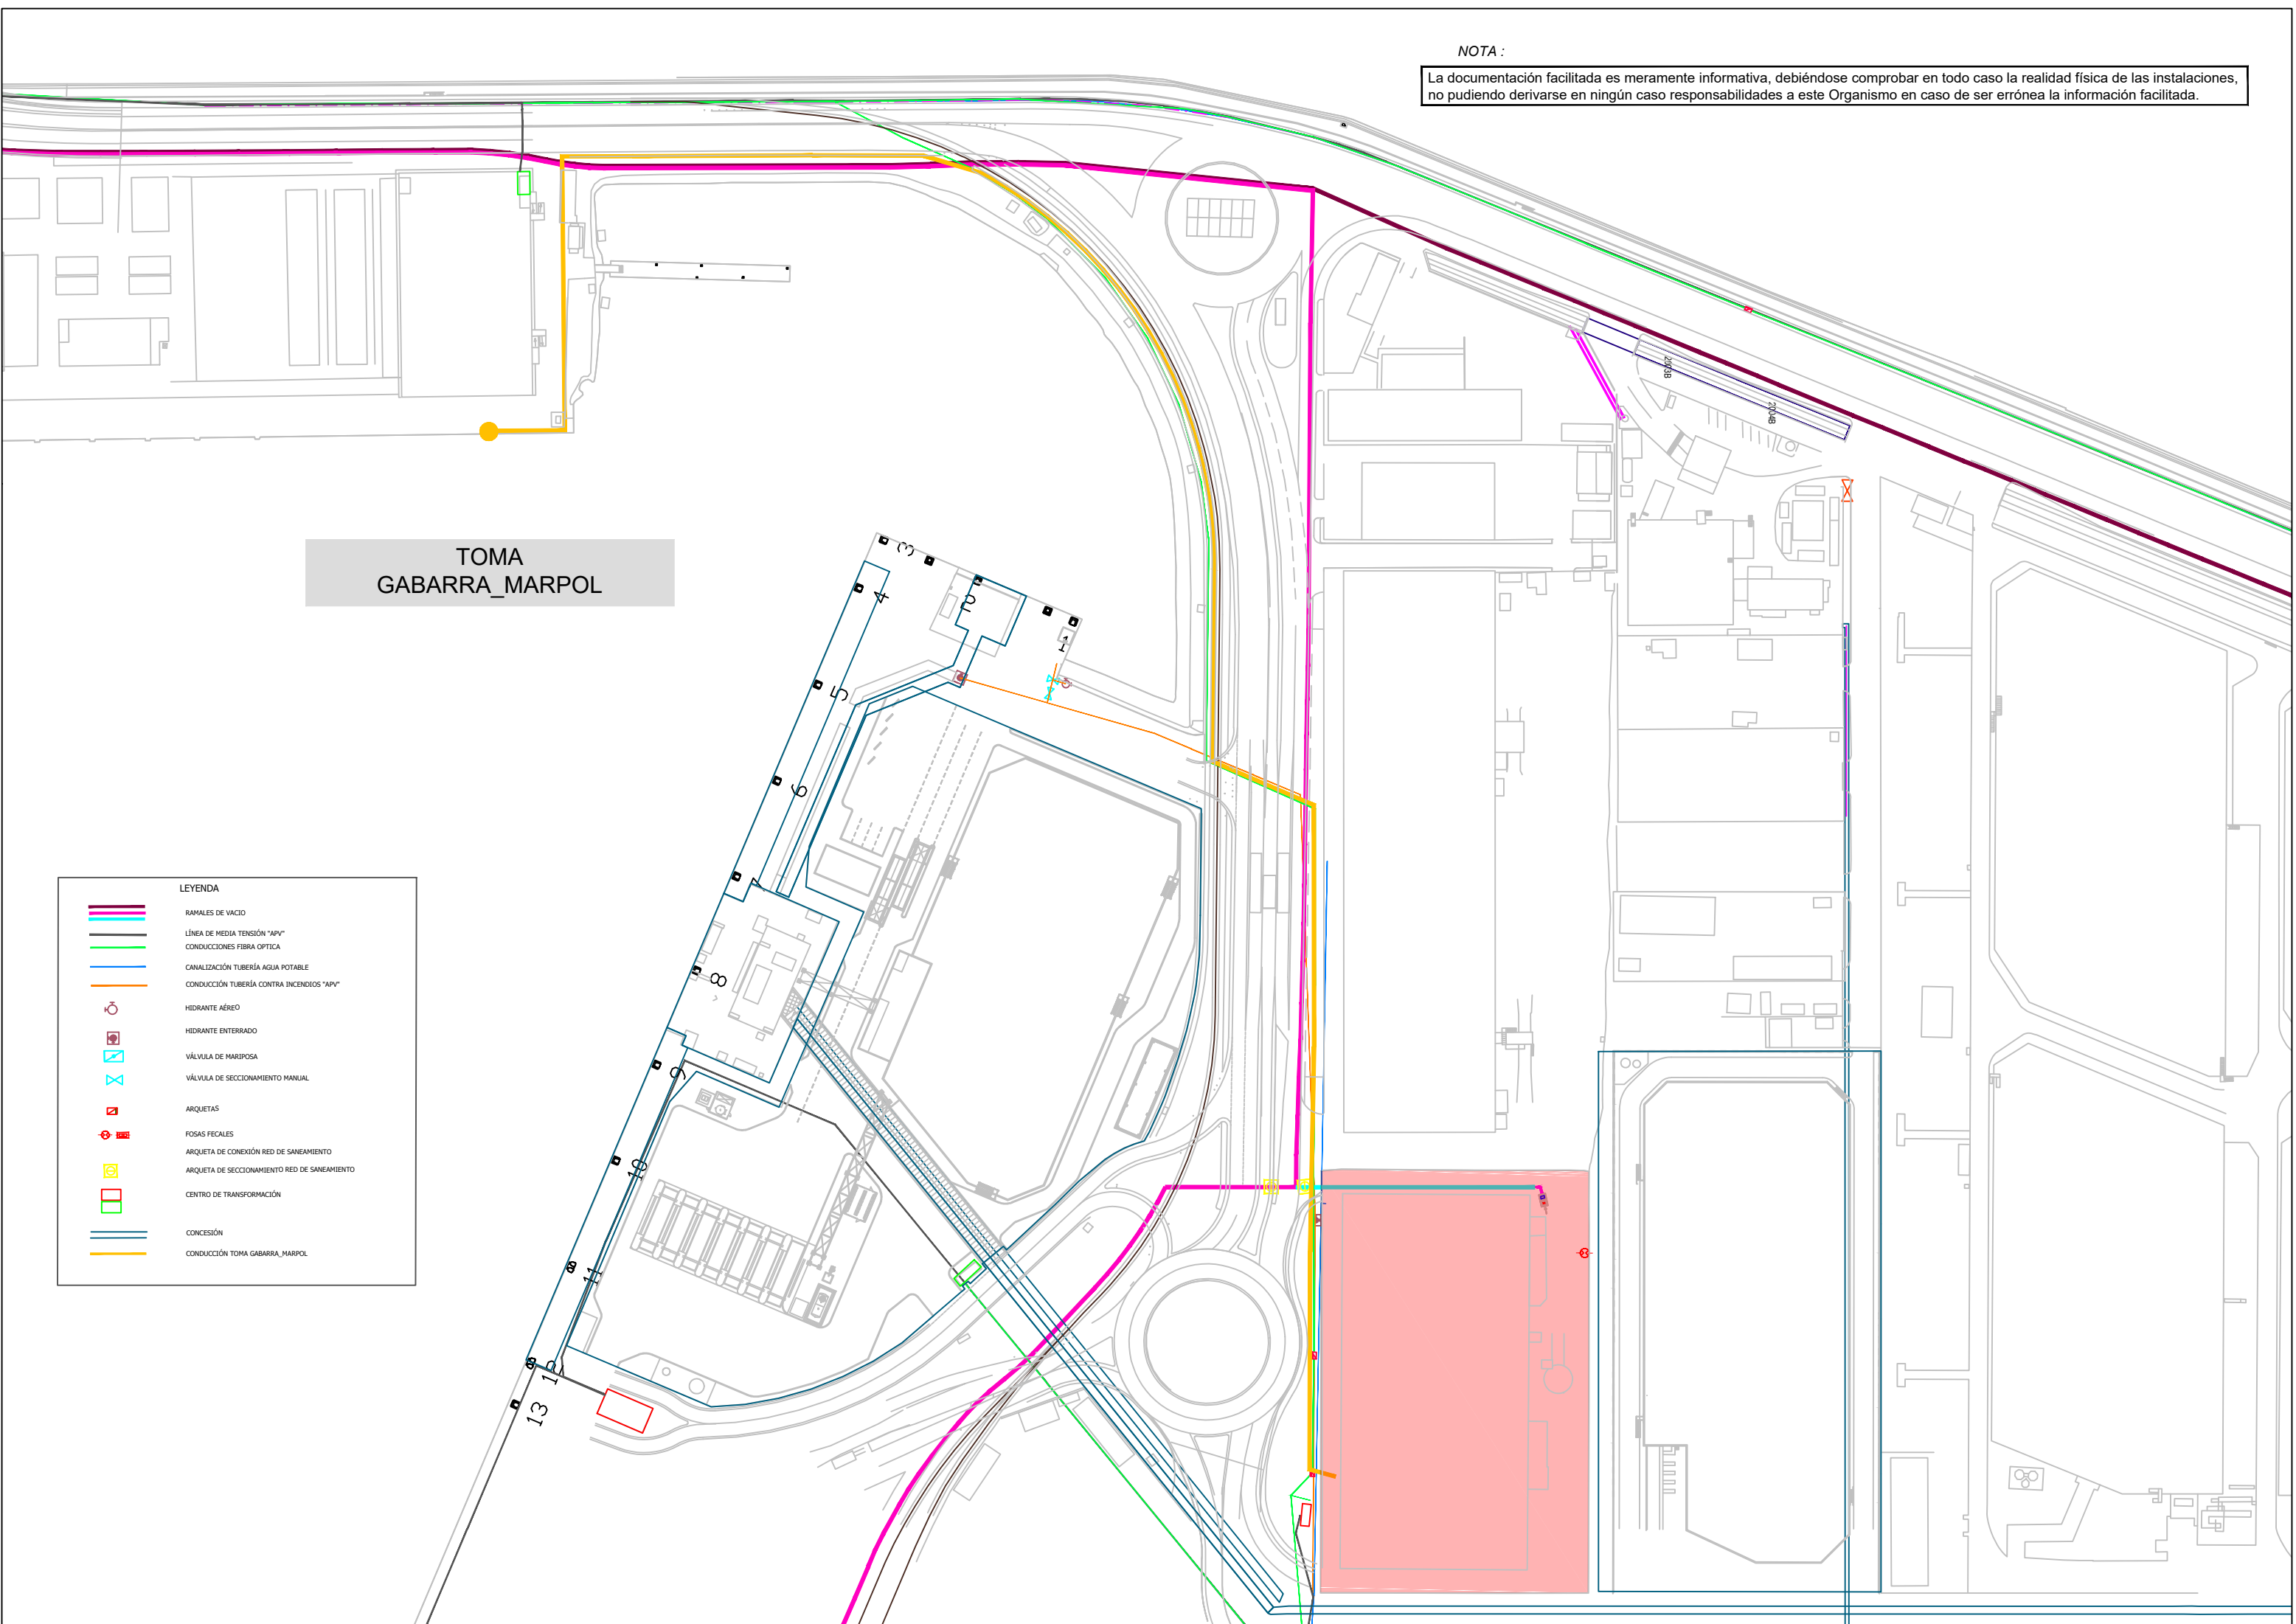 NOTA :
La documentación facilitada es meramente informativa, debiéndose comprobar en todo caso la realidad física de las instalaciones,
no pudiendo derivarse en ningún caso responsabilidades a este Organismo en caso de ser errónea la información facilitada.
2003B
2004B
TOMA
GABARRA_MARPOL
3
4
2
1
5
6
7
8
9
10
11
12
13
LEYENDA
RAMALES DE VACIO
LÍNEA DE MEDIA TENSIÓN "APV"
CONDUCCIONES FIBRA OPTICA
CANALIZACIÓN TUBERÍA AGUA POTABLE
CONDUCCIÓN TUBERÍA CONTRA INCENDIOS "APV"
HIDRANTE AÉREO
HIDRANTE ENTERRADO
VÁLVULA DE MARIPOSA
VÁLVULA DE SECCIONAMIENTO MANUAL
ARQUETAS
FOSAS FECALES
ARQUETA DE CONEXIÓN RED DE SANEAMIENTO
ARQUETA DE SECCIONAMIENTO RED DE SANEAMIENTO
CENTRO DE TRANSFORMACIÓN
CONCESIÓN
CONDUCCIÓN TOMA GABARRA_MARPOL